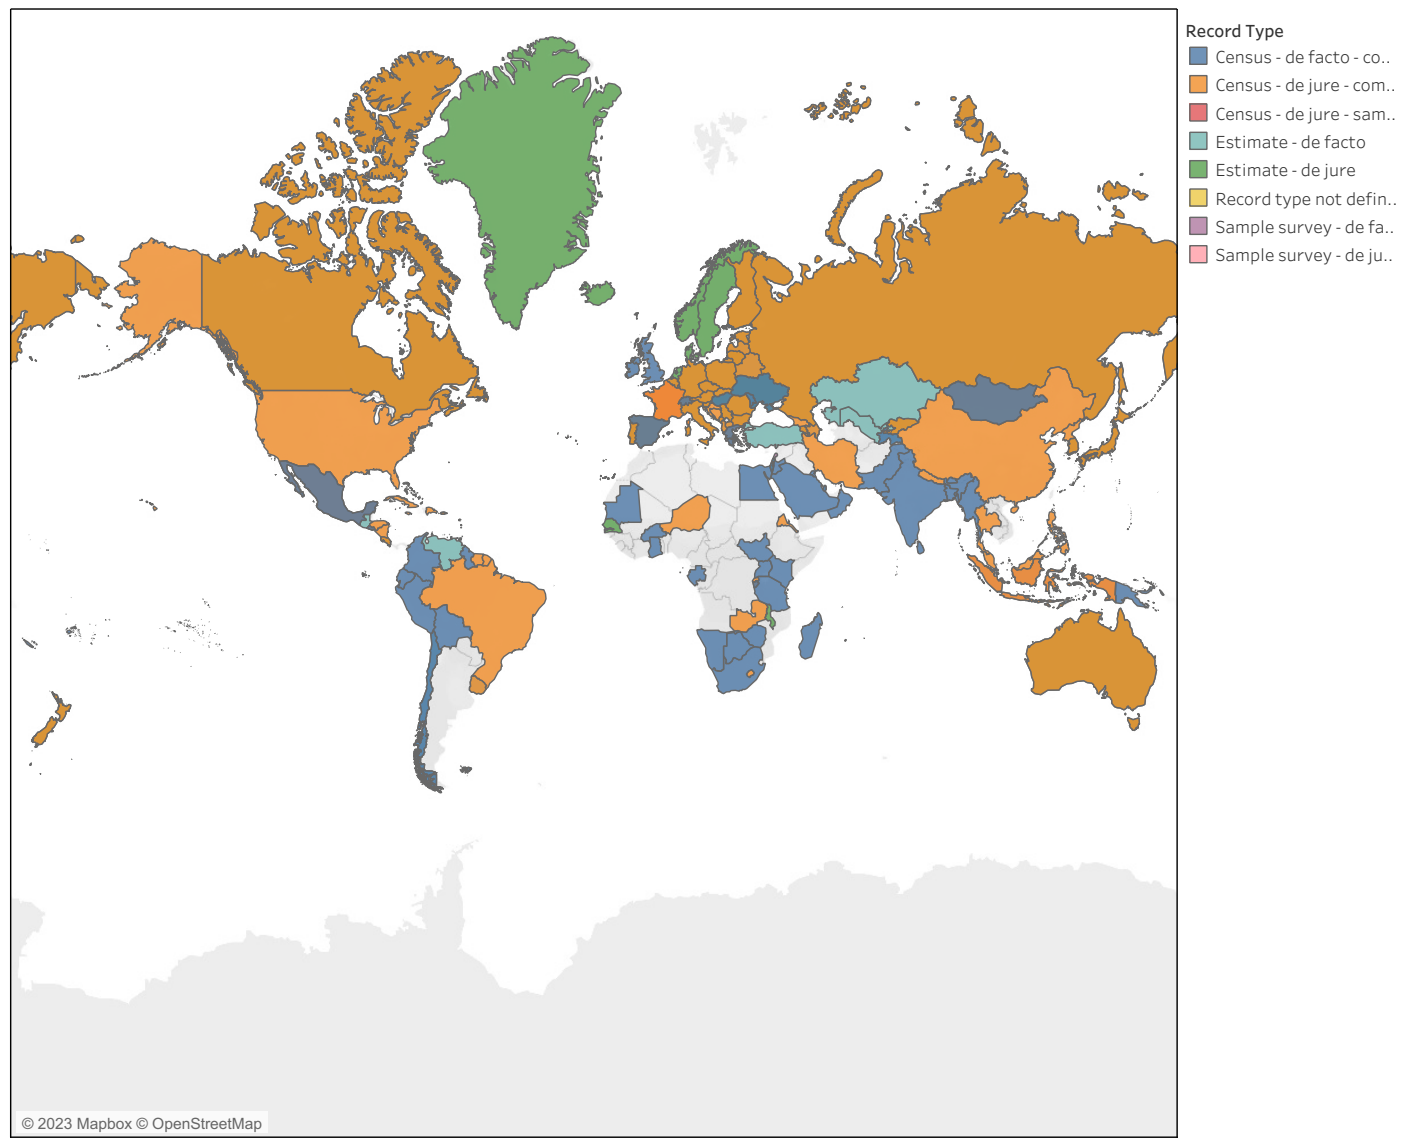 Record Type
Census - de facto - co..
Census - de jure - com..
Census - de jure - sam..
Estimate - de facto
Estimate - de jure
Record type not defin..
Sample survey - de fa..
Sample survey - de ju..
© 2023 Mapbox © OpenStreetMap